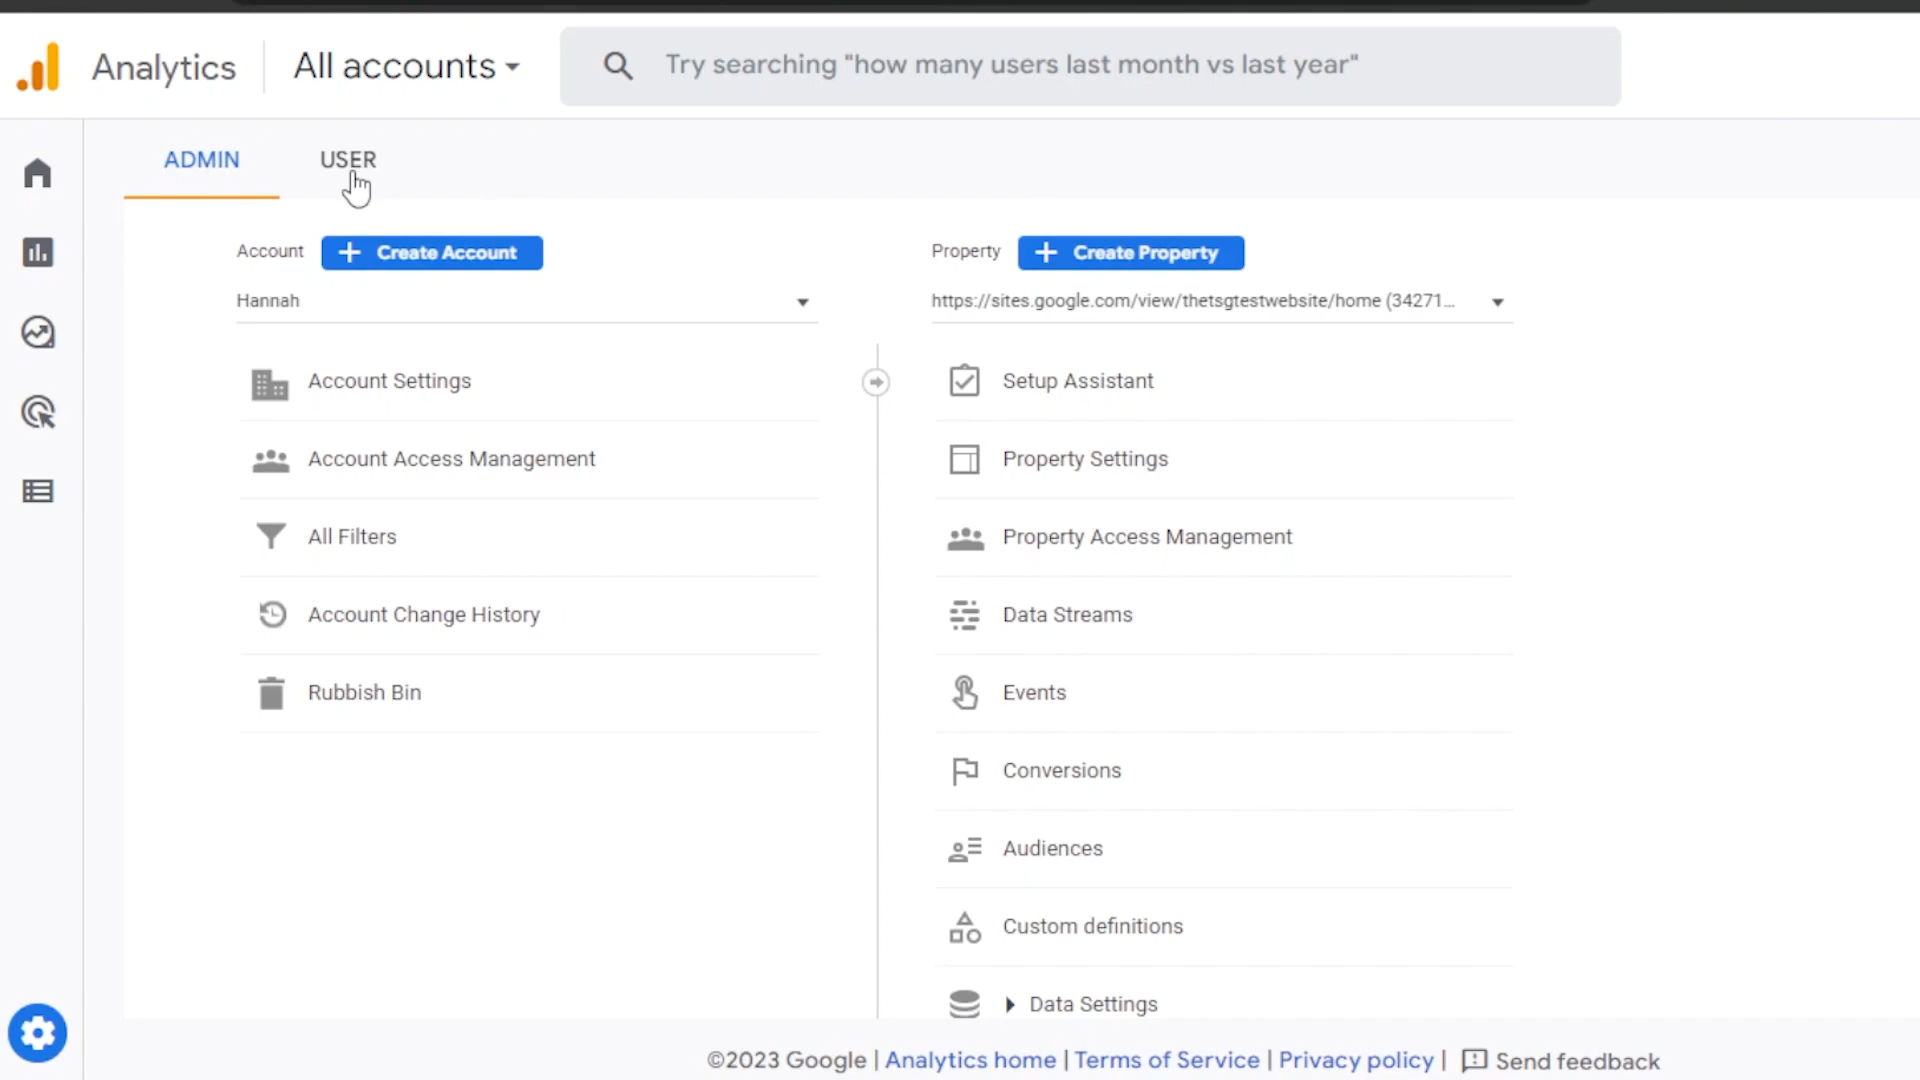 Analytics
All accounts
Try searching "how many users last month vs last year"
ADMIN
USER
Account
Create Account
Property
Create Property
Hannah
https://sites.google.com/view/thetsgtestwebsite/home (34271...
Account Settings
Account Access Management
All Filters
Account Change History
Rubbish Bin
Setup Assistant
Property Settings
Property Access Management
Data Streams
Events
Conversions
Audiences
Custom definitions
Data Settings
©2023 Google | Analytics home | Terms of Service | Privacy policy | Send feedback